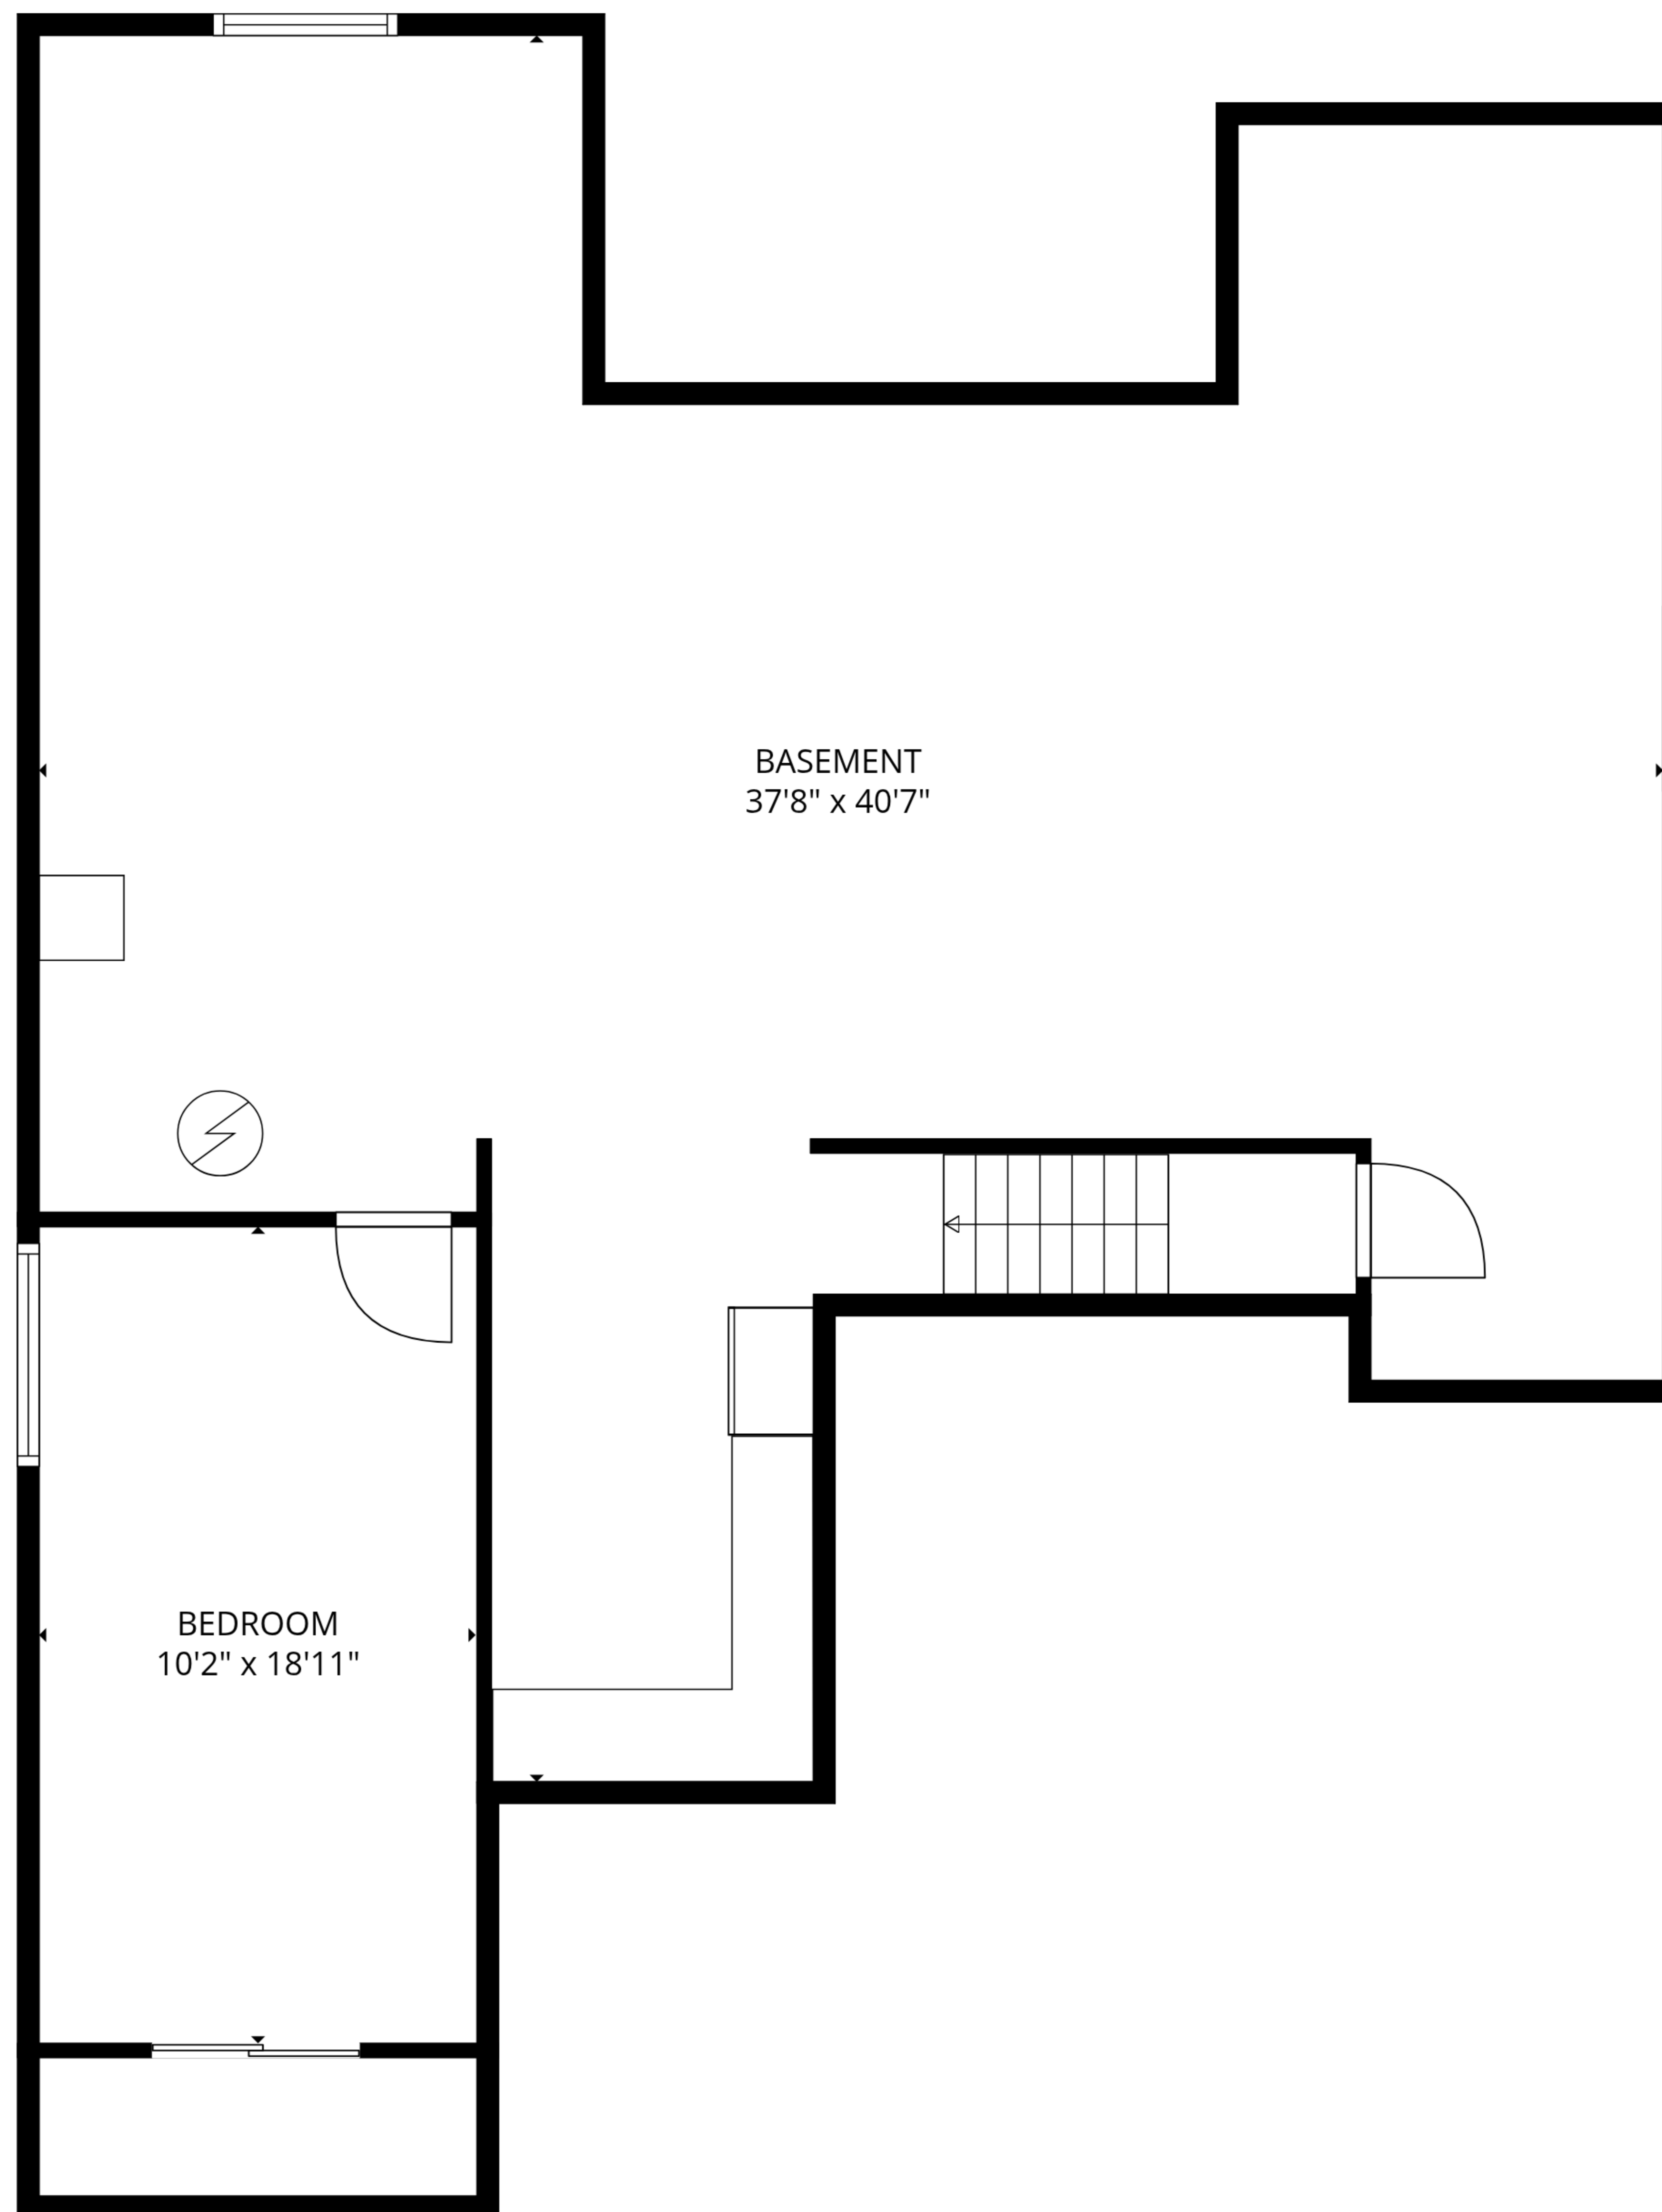 BASEMENT
37'8" x 40'7"
BEDROOM
10'2" x 18'11"